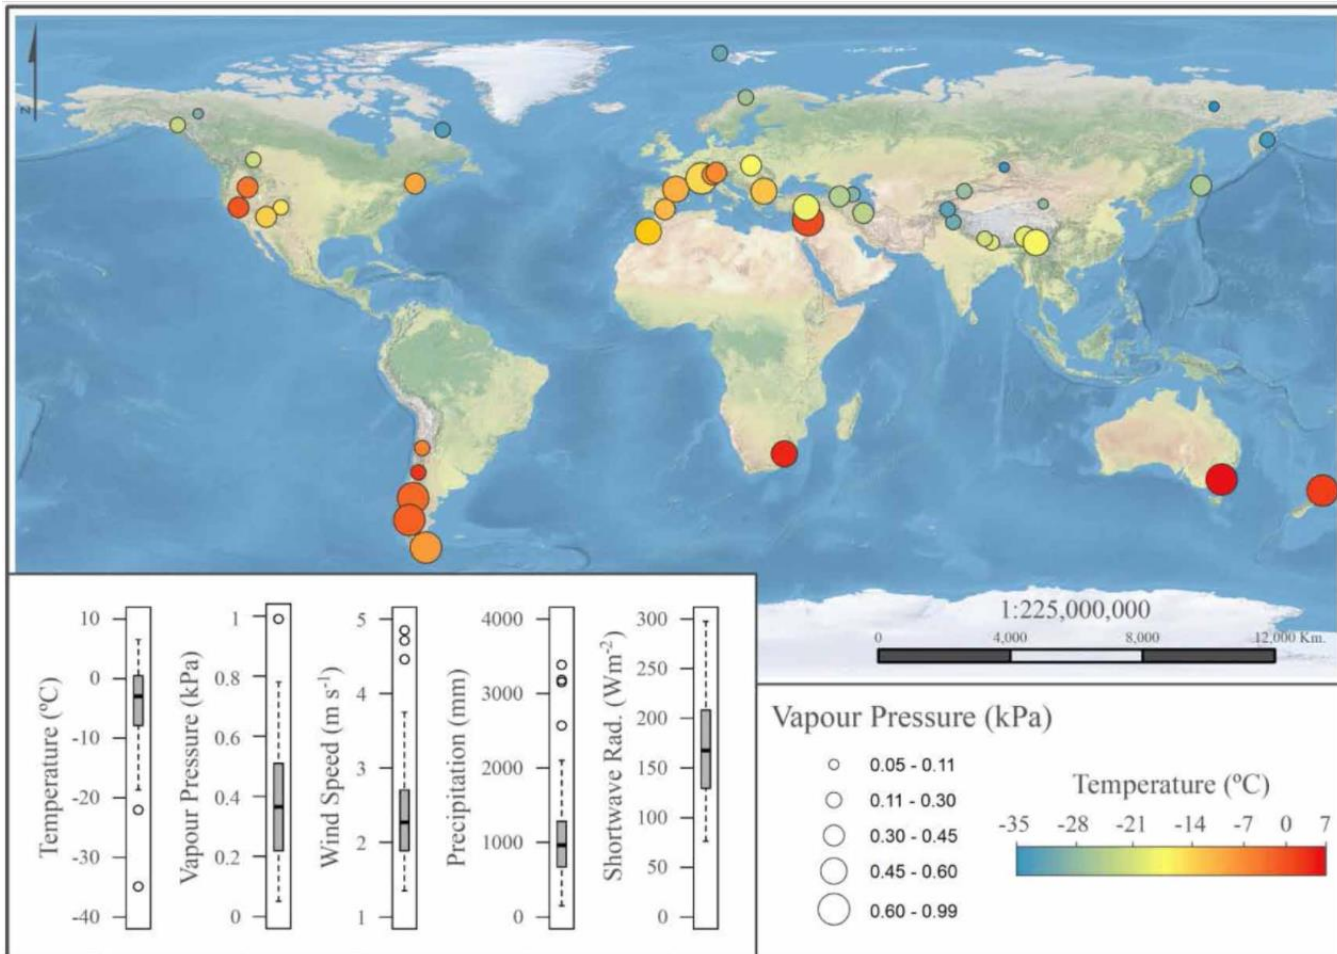 z
1:225,000,000
0 4,000 8,000 12,000 Km.
Temperature (ºC)
10
0
-10
-20
-30
-40
Vapour Pressure (kPa)
1
0.8
0.6
0.4
0.2
0
Wind Speed (m s⁻¹)
5
4
3
2
1
Precipitation (mm)
4000
3000
2000
1000
0
Shortwave Rad. (Wm⁻²)
300
250
200
150
100
50
0
Vapour Pressure (kPa)
0.05 - 0.11
0.11 - 0.30
0.30 - 0.45
0.45 - 0.60
0.60 - 0.99
Temperature (ºC)
-35 -28 -21 -14 -7 0 7